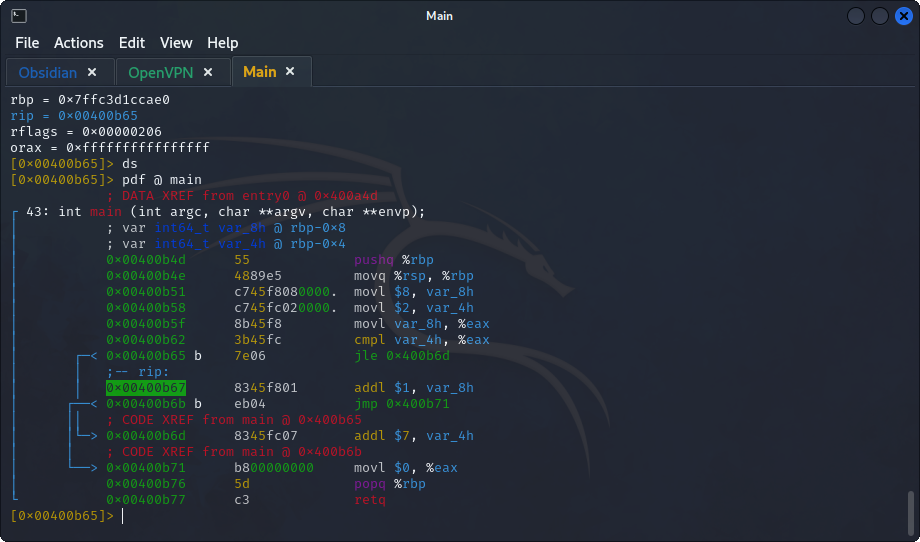 Main
File Actions Edit View Help
Obsidian × OpenVPN × Main ×
rbp = 0×7ffc3d1ccae0
rip = 0×00400b65
rflags = 0×00000206
orax = 0×ffffffffffffffff
[0×00400b65]> ds
[0×00400b65]> pdf @ main
; DATA XREF from entry0 @ 0×400a4d
43: int main (int argc, char **argv, char **envp);
; var int64_t var_8h @ rbp-0×8
; var int64_t var_4h @ rbp-0×4
0×00400b4d 55 pushq %rbp
0×00400b4e 4889e5 movq %rsp, %rbp
0×00400b51 c745f8080000. movl $8, var_8h
0×00400b58 c745fc020000. movl $2, var_4h
0×00400b5f 8b45f8 movl var_8h, %eax
0×00400b62 3b45fc cmpl var_4h, %eax
0×00400b65 b 7e06 jle 0×400b6d
;-- rip:
0×00400b67 8345f801 addl $1, var_8h
0×00400b6b b eb04 jmp 0×400b71
; CODE XREF from main @ 0×400b65
0×00400b6d 8345fc07 addl $7, var_4h
; CODE XREF from main @ 0×400b6b
0×00400b71 b800000000 movl $0, %eax
0×00400b76 5d popq %rbp
0×00400b77 c3 retq
[0×00400b65]>